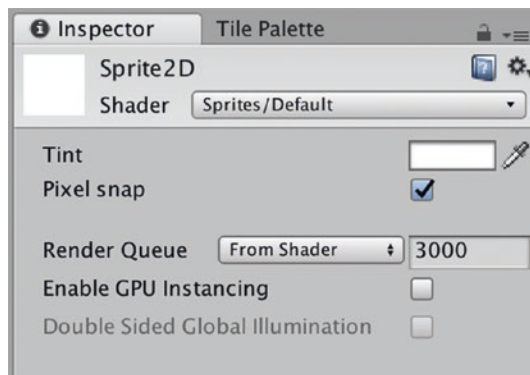 Inspector Tile Palette
Sprite2D
Shader Sprites/Default
Tint
Pixel snap
Render Queue From Shader 3000
Enable GPU Instancing
Double Sided Global Illumination